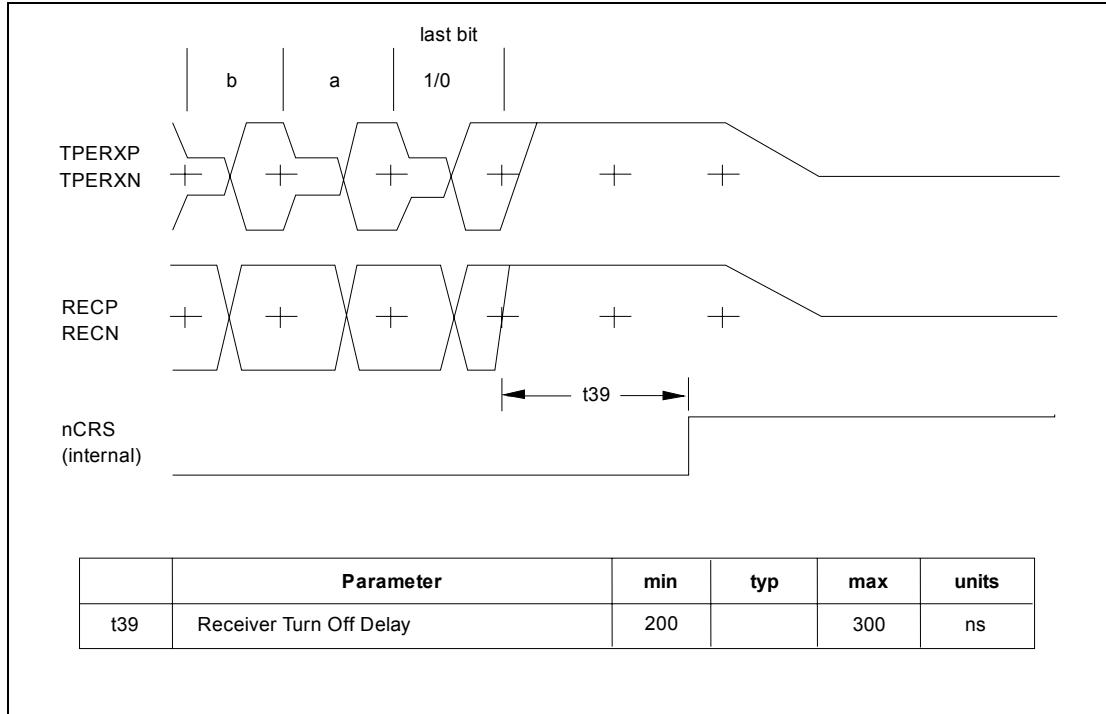 last bit
b a 1/0
TPERXP
TPERXN
RECP
RECN
t39
nCRS
(internal)
Parameter min typ max units
t39 Receiver Turn Off Delay 200 300 ns